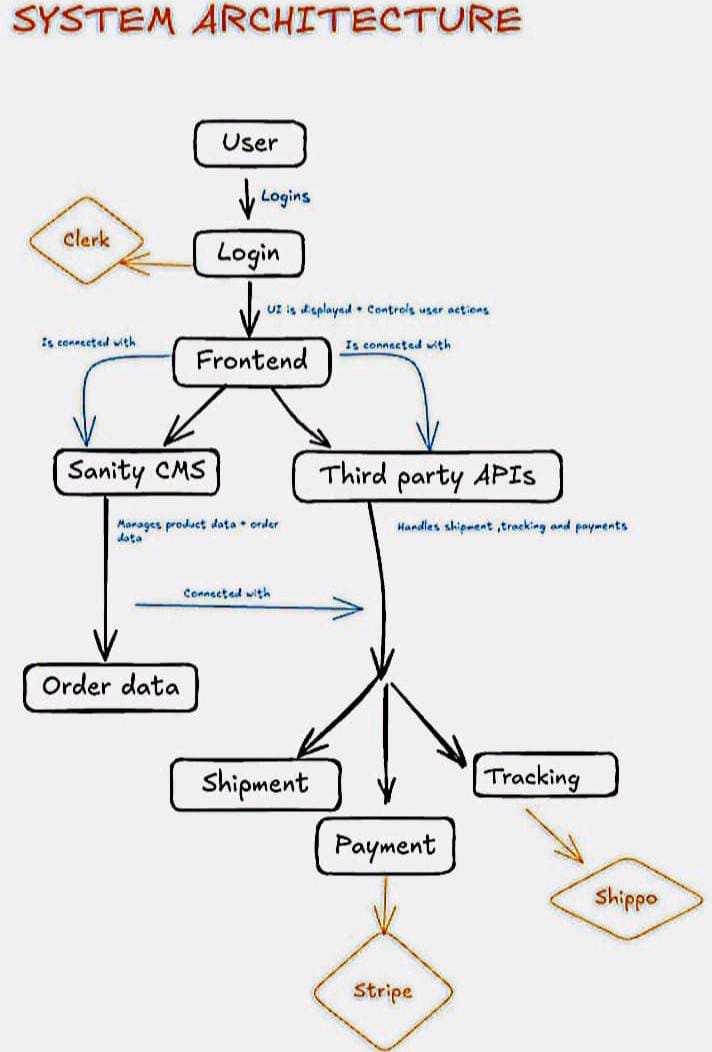 SYSTEM ARCHITECTURE
User
Logins
Clerk
Login
UI is displayed + Controls user actions
Is connected with
Is connected with
Frontend
Sanity CMS
Third party APIs
Manages product data + order
data
Handles shipment ,tracking and payments
Connected with
Order data
Shipment
Tracking
Payment
Shippo
Stripe